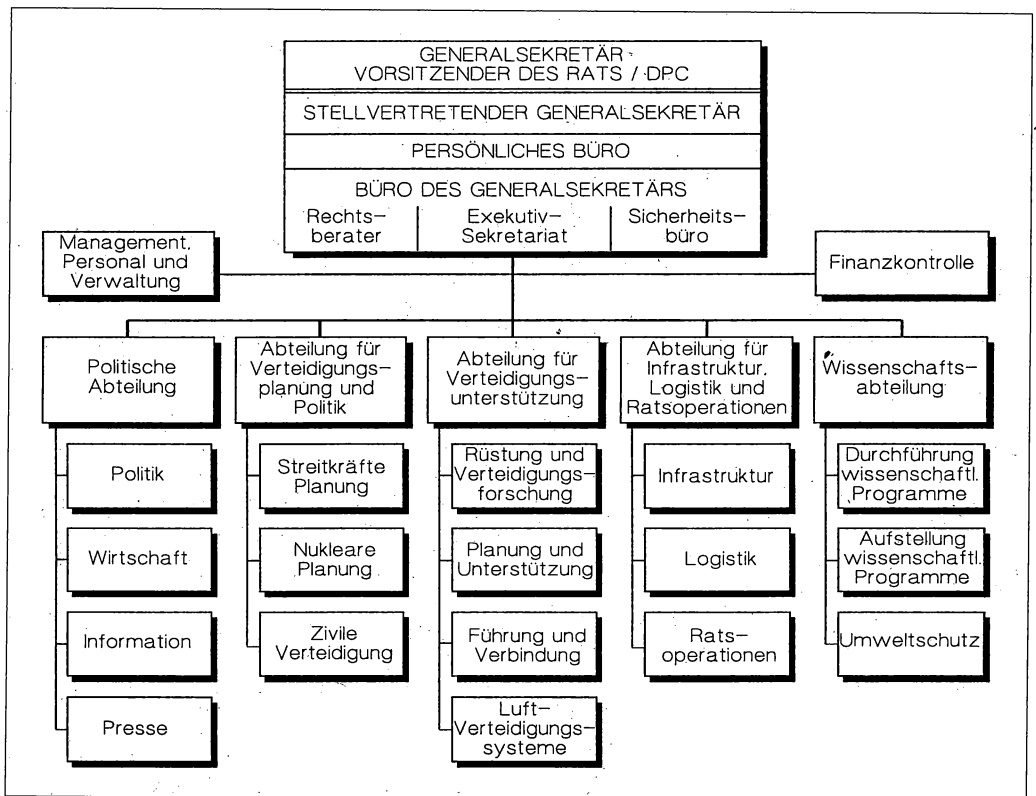 GENERALSEKRETÄR
VORSITZENDER DES RATS / DPC
STELLVERTRETENDER GENERALSEKRETÄR
PERSÖNLICHES BÜRO
BÜRO DES GENERALSEKRETÄRS
Rechts-
berater
Exekutiv-
Sekretariat
Sicherheits-
büro
Management,
Personal und
Verwaltung
Finanzkontrolle
Politische
Abteilung
Politik
Wirtschaft
Information
Presse
Abteilung für
Verteidigungs-
planung und
Politik
Streitkräfte
Planung
Nukleare
Planung
Zivile
Verteidigung
Abteilung für
Verteidigungs-
unterstützung
Rüstung und
Verteidigungs-
forschung
Planung und
Unterstützung
Führung und
Verbindung
Luft-
Verteidigungs-
systeme
Abteilung für
Infrastruktur,
Logistik und
Ratsoperationen
Infrastruktur
Logistik
Rats-
operationen
Wissenschafts-
abteilung
Durchführung
wissenschaftl.
Programme
Aufstellung
wissenschaftl.
Programme
Umweltschutz